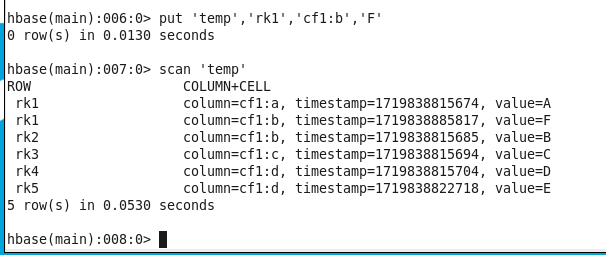 hbase(main):006:0> put 'temp','rk1','cf1:b','F'
0 row(s) in 0.0130 seconds
hbase(main):007:0> scan 'temp'
ROW COLUMN+CELL
rk1 column=cf1:a, timestamp=1719838815674, value=A
rk1 column=cf1:b, timestamp=1719838885817, value=F
rk2 column=cf1:b, timestamp=1719838815685, value=B
rk3 column=cf1:c, timestamp=1719838815694, value=C
rk4 column=cf1:d, timestamp=1719838815704, value=D
rk5 column=cf1:d, timestamp=1719838822718, value=E
5 row(s) in 0.0530 seconds
hbase(main):008:0>